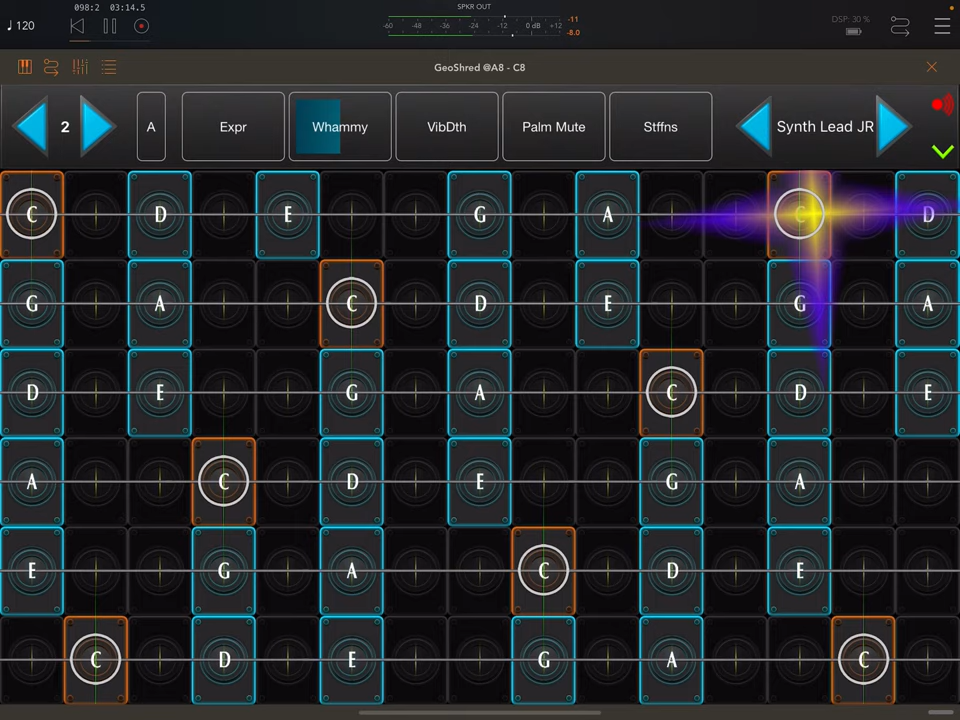 098:2 03:14.5
SPKR OUT
♩ 120
-60 -48 -36 -24 -12 0 dB +12
-11
-8.0
DSP: 30 %
GeoShred @A8 - C8
2
A
Expr
Whammy
VibDth
Palm Mute
Stffns
Synth Lead JR
C D E G A C D
G A C D E G A
D E G A C D E
A C D E G A
E G A C D E
C D E G A C